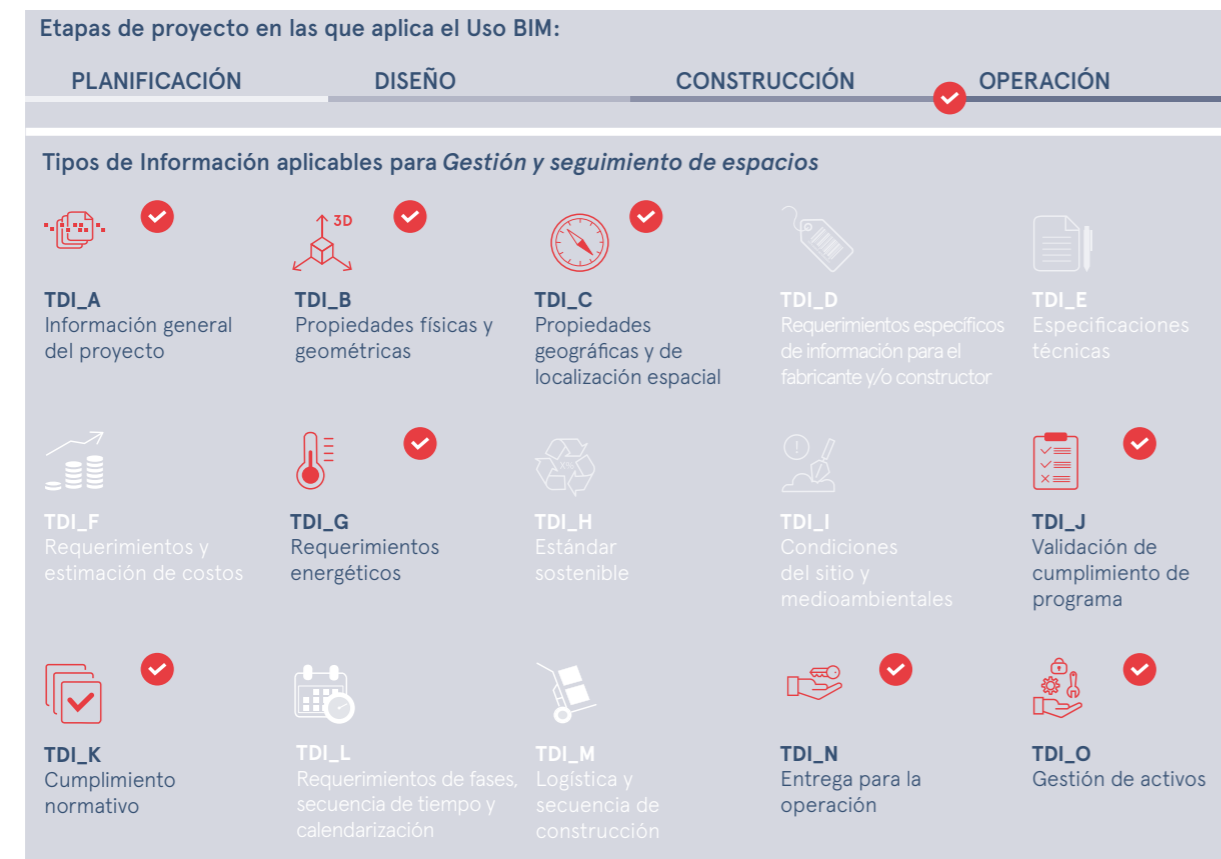 Etapas de proyecto en las que aplica el Uso BIM:
PLANIFICACIÓN DISEÑO CONSTRUCCIÓN OPERACIÓN
Tipos de Información aplicables para Gestión y seguimiento de espacios
3D
TDI_A
Información general
del proyecto
TDI_B
Propiedades físicas y
geométricas
TDI_C
Propiedades
geográficas y de
localización espacial
TDI_D
Requerimientos específicos
de información para el
fabricante y/o constructor
TDI_E
Especificaciones
técnicas
TDI_F
Requerimientos y
estimación de costos
TDI_G
Requerimientos
energéticos
X%
TDI_H
Estándar
sostenible
TDI_I
Condiciones
del sitio y
medioambientales
TDI_J
Validación de
cumplimiento de
programa
TDI_K
Cumplimiento
normativo
TDI_L
Requerimientos de fases,
secuencia de tiempo y
calendarización
TDI_M
Logística y
secuencia de
construcción
TDI_N
Entrega para la
operación
TDI_O
Gestión de activos